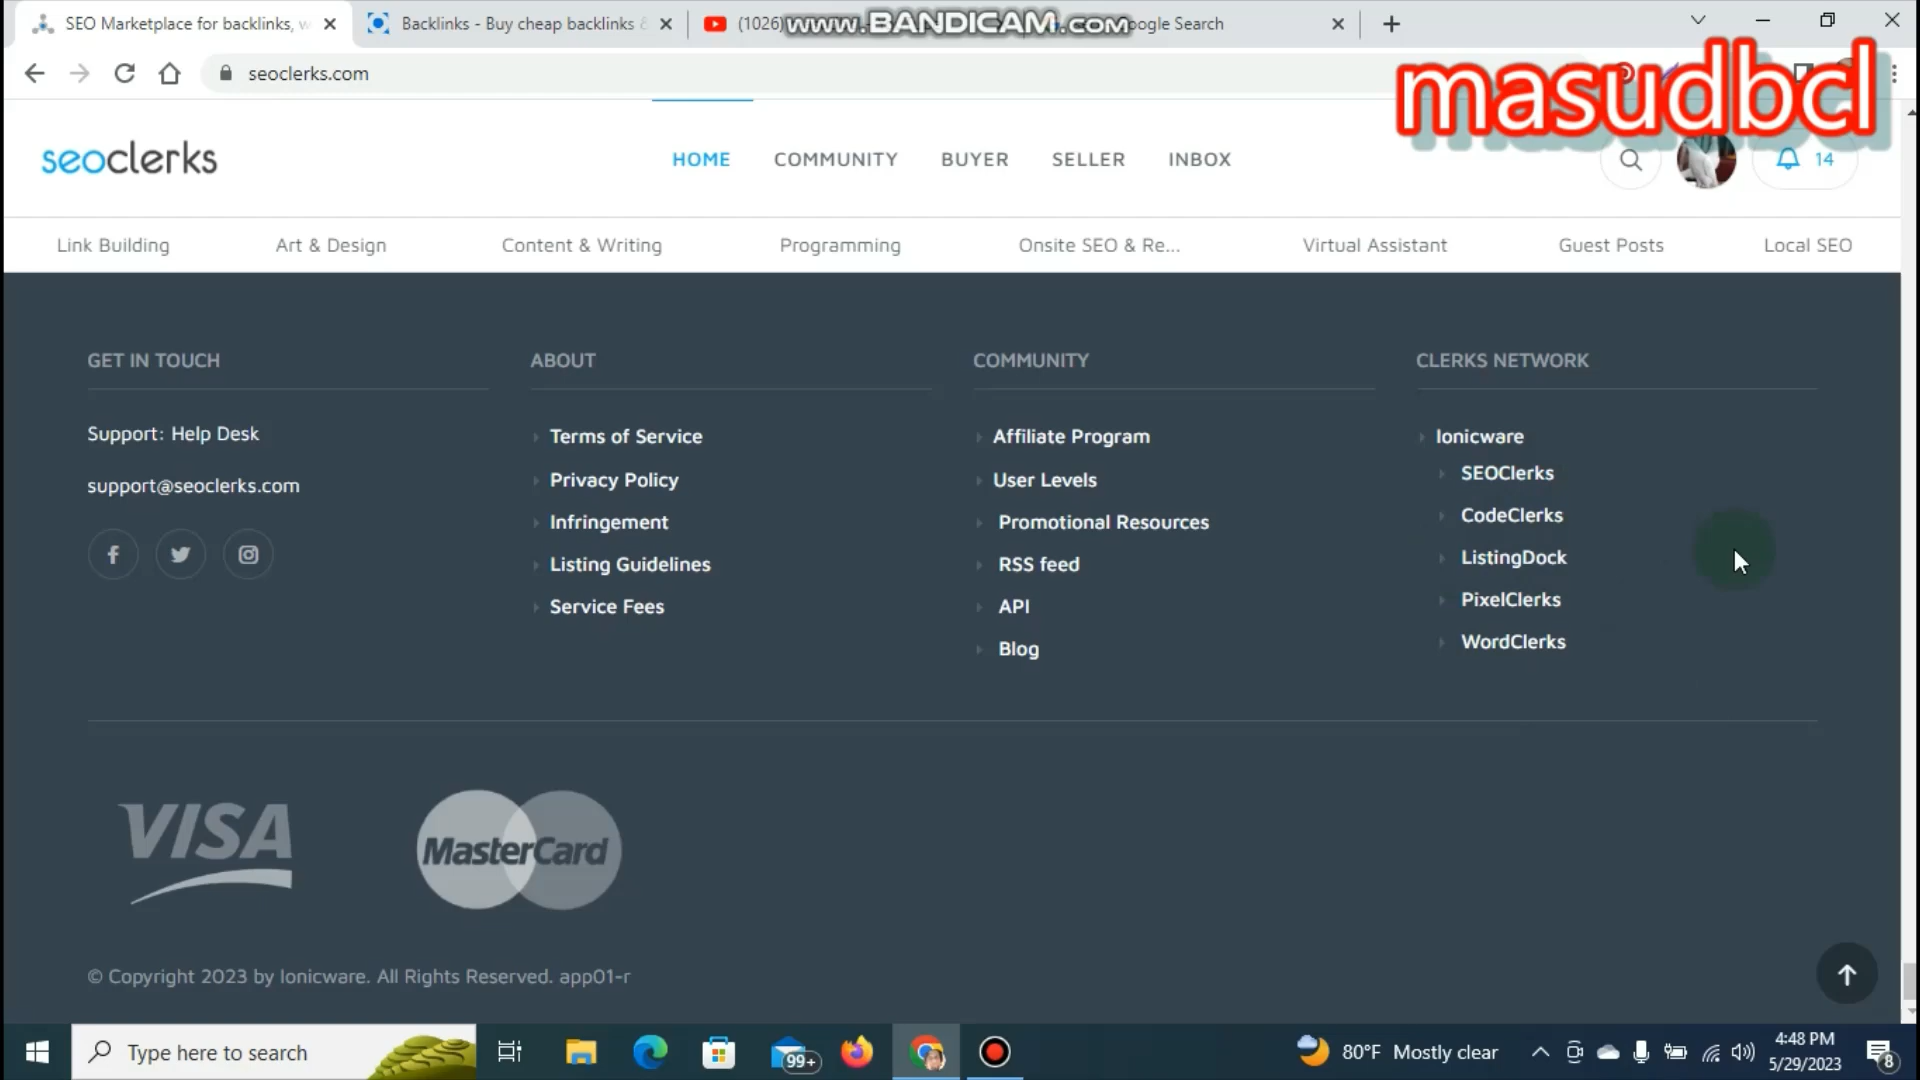 SEO Marketplace for backlinks, w
Backlinks - Buy cheap backlinks &
(1026)
www.BANDICAM.com
oogle Search
seoclerks.com
masudbcl
seoclerks
HOME
COMMUNITY
BUYER
SELLER
INBOX
14
Link Building
Art & Design
Content & Writing
Programming
Onsite SEO & Re...
Virtual Assistant
Guest Posts
Local SEO
GET IN TOUCH
Support: Help Desk
support@seoclerks.com
ABOUT
Terms of Service
Privacy Policy
Infringement
Listing Guidelines
Service Fees
COMMUNITY
Affiliate Program
User Levels
Promotional Resources
RSS feed
API
Blog
CLERKS NETWORK
Ionicware
SEOClerks
CodeClerks
ListingDock
PixelClerks
WordClerks
VISA
MasterCard
© Copyright 2023 by Ionicware. All Rights Reserved. app01-r
Type here to search
99+
80°F Mostly clear
4:48 PM
5/29/2023
8